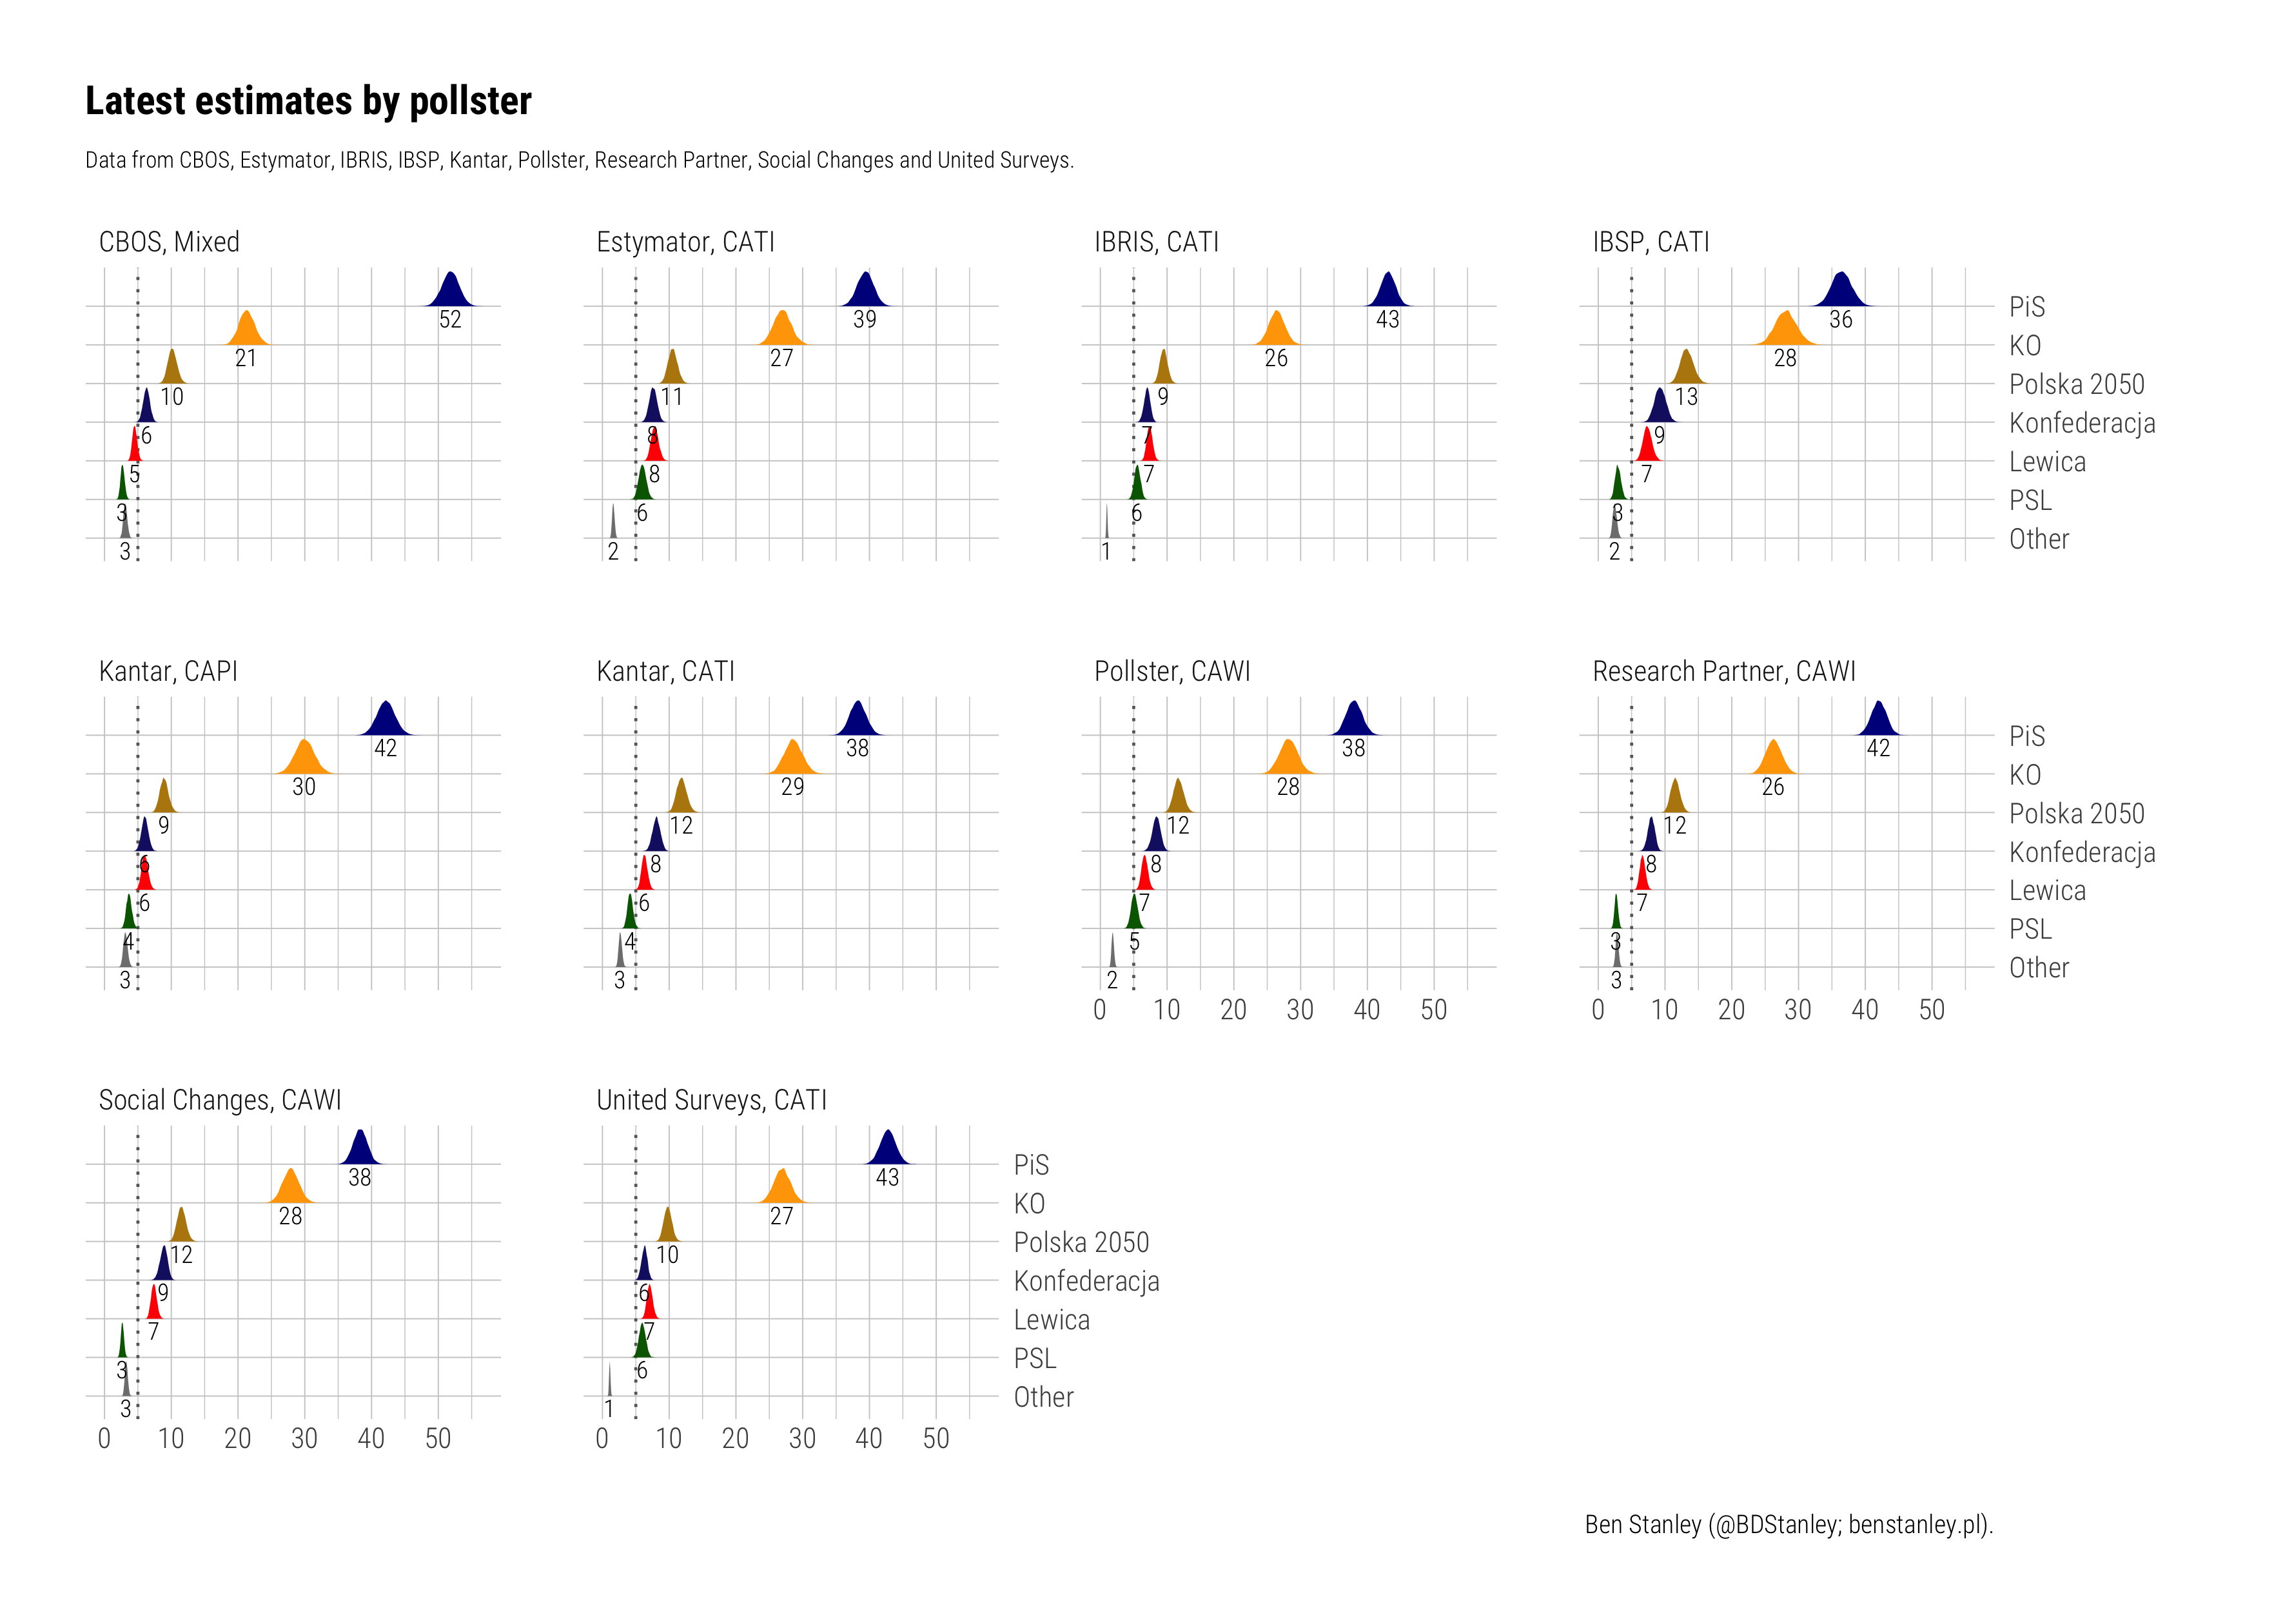 Latest estimates by pollster
Data from CBOS, Estymator, IBRIS, IBSP, Kantar, Pollster, Research Partner, Social Changes and United Surveys.
CBOS, Mixed
52
21
10
6
5
3
3
Estymator, CATI
39
27
11
8
8
6
2
IBRIS, CATI
43
26
9
7
7
6
1
IBSP, CATI
36
28
13
9
7
3
2
PiS
KO
Polska 2050
Konfederacja
Lewica
PSL
Other
Kantar, CAPI
42
30
9
6
6
4
3
Kantar, CATI
38
29
12
8
6
4
3
Pollster, CAWI
38
28
12
8
7
5
2
0 10 20 30 40 50
Research Partner, CAWI
42
26
12
8
7
3
3
0 10 20 30 40 50
PiS
KO
Polska 2050
Konfederacja
Lewica
PSL
Other
Social Changes, CAWI
38
28
12
9
7
3
3
0 10 20 30 40 50
United Surveys, CATI
43
27
10
6
7
6
1
0 10 20 30 40 50
PiS
KO
Polska 2050
Konfederacja
Lewica
PSL
Other
Ben Stanley (@BDStanley; benstanley.pl).